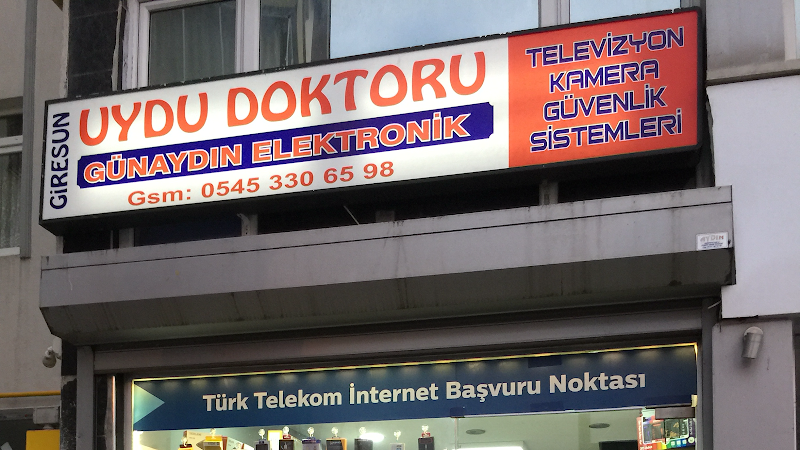 GİRESUN
UYDU DOKTORU
GÜNAYDIN ELEKTRONİK
Gsm: 0545 330 65 98
TELEVİZYON
KAMERA
GÜVENLİK
SİSTEMLERİ
Türk Telekom İnternet Başvuru Noktası